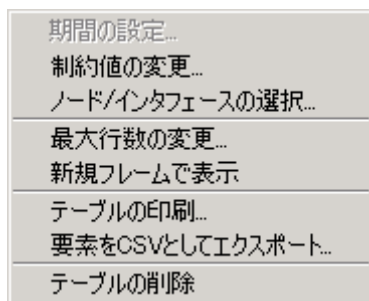 期間の設定...
制約値の変更...
ノード/インタフェースの選択...
最大行数の変更...
新規フレームで表示
テーブルの印刷...
要素をCSVとしてエクスポート...
テーブルの削除